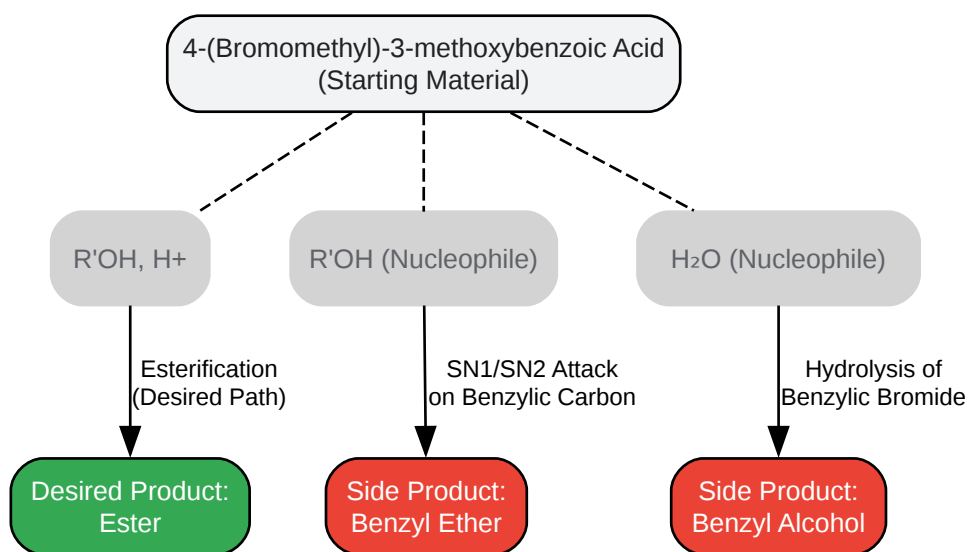 4-(Bromomethyl)-3-methoxybenzoic Acid
(Starting Material)
R'OH, H+
R'OH (Nucleophile)
H₂O (Nucleophile)
Esterification
(Desired Path)
SN1/SN2 Attack
on Benzylic Carbon
Hydrolysis of
Benzylic Bromide
Desired Product:
Ester
Side Product:
Benzyl Ether
Side Product:
Benzyl Alcohol